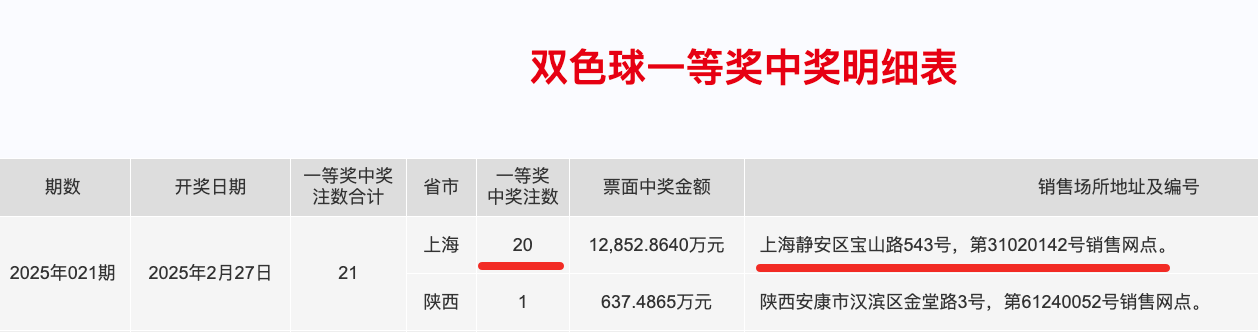 双色球一等奖中奖明细表
期数
开奖日期
一等奖中奖
注数合计
省市
一等奖
中奖注数
票面中奖金额
销售场所地址及编号
2025年021期
2025年2月27日
21
上海
20
12,852.8640万元
上海静安区宝山路543号，第31020142号销售网点。
陕西
1
637.4865万元
陕西安康市汉滨区金堂路3号，第61240052号销售网点。